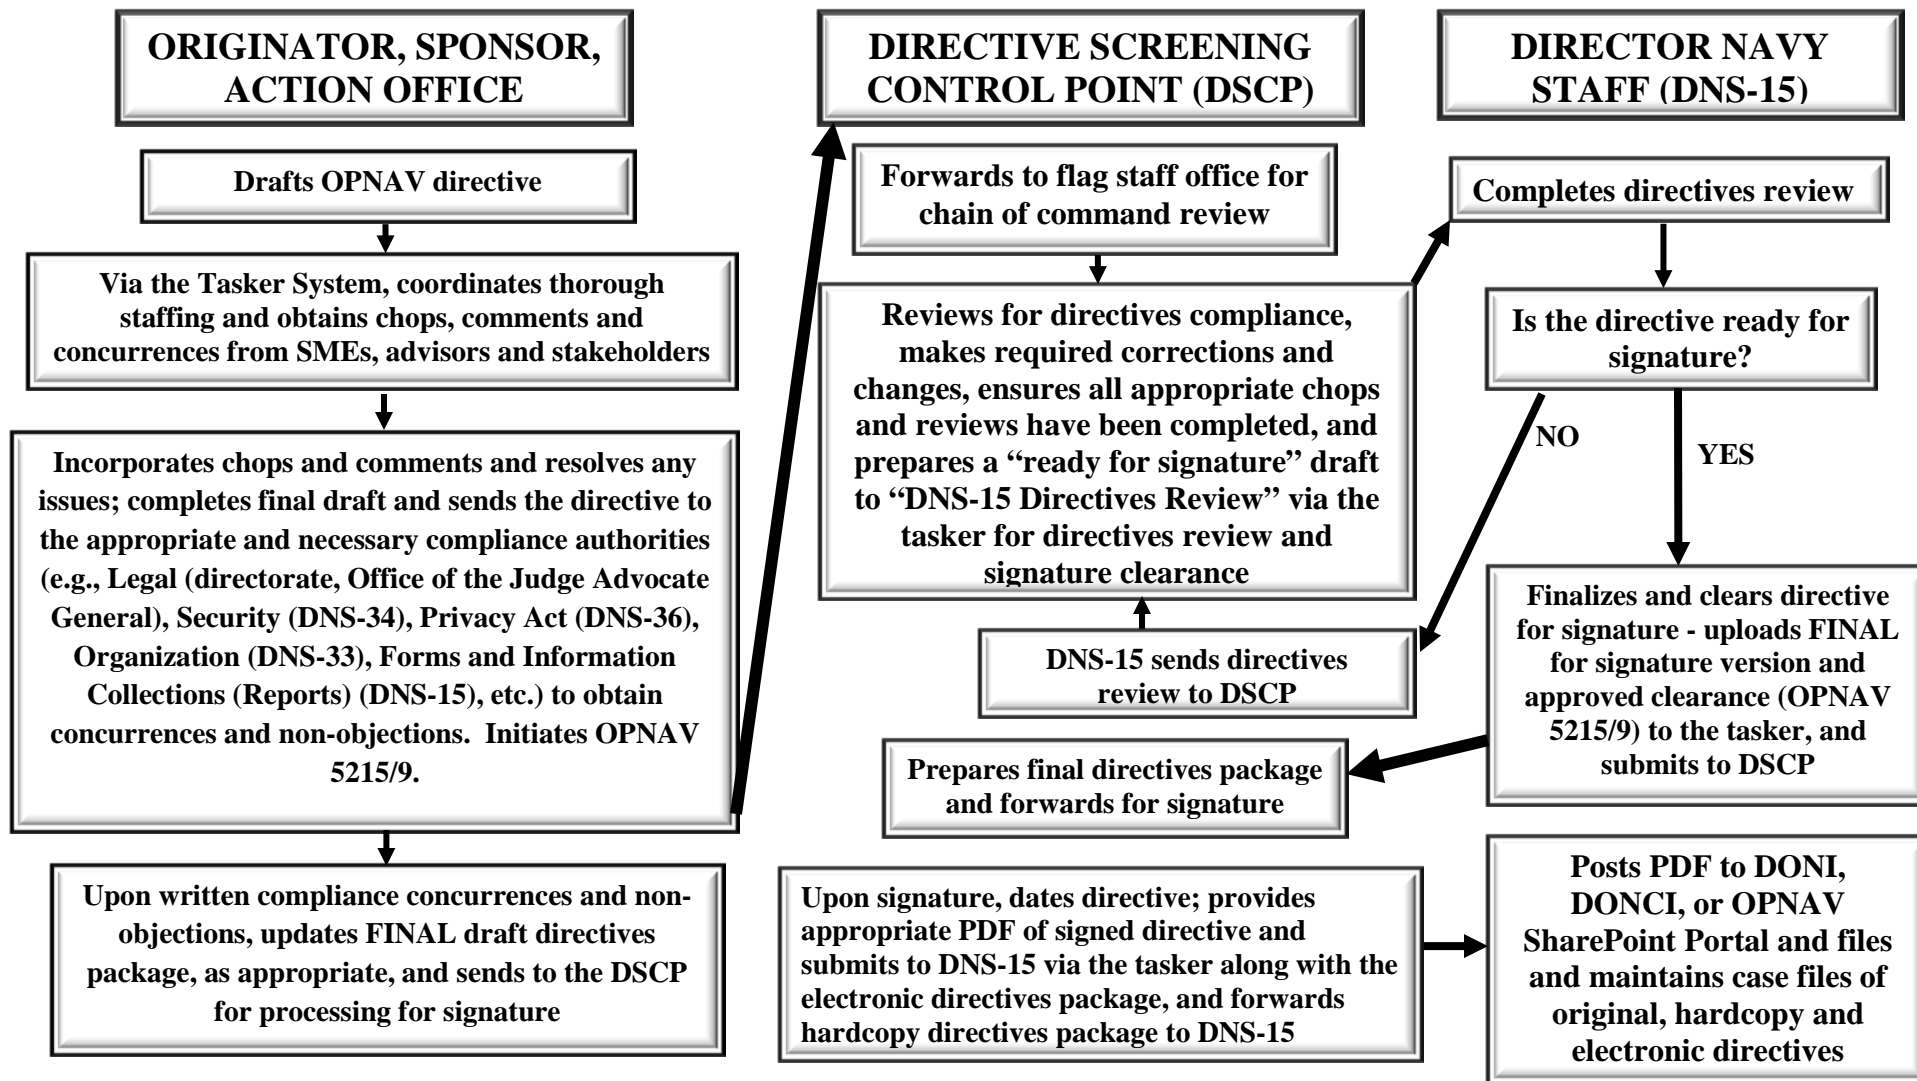 ORIGINATOR, SPONSOR,
ACTION OFFICE
Drafts OPNAV directive
Via the Tasker System, coordinates thorough
staffing and obtains chops, comments and
concurrences from SMEs, advisors and stakeholders
Incorporates chops and comments and resolves any
issues; completes final draft and sends the directive to
the appropriate and necessary compliance authorities
(e.g., Legal (directorate, Office of the Judge Advocate
General), Security (DNS-34), Privacy Act (DNS-36),
Organization (DNS-33), Forms and Information
Collections (Reports) (DNS-15), etc.) to obtain
concurrences and non-objections.  Initiates OPNAV
5215/9.
Upon written compliance concurrences and non-
objections, updates FINAL draft directives
package, as appropriate, and sends to the DSCP
for processing for signature
DIRECTIVE SCREENING
CONTROL POINT (DSCP)
Forwards to flag staff office for
chain of command review
Reviews for directives compliance,
makes required corrections and
changes, ensures all appropriate chops
and reviews have been completed, and
prepares a “ready for signature” draft
to “DNS-15 Directives Review” via the
tasker for directives review and
signature clearance
DNS-15 sends directives
review to DSCP
Prepares final directives package
and forwards for signature
Upon signature, dates directive; provides
appropriate PDF of signed directive and
submits to DNS-15 via the tasker along with the
electronic directives package, and forwards
hardcopy directives package to DNS-15
DIRECTOR NAVY
STAFF (DNS-15)
Completes directives review
Is the directive ready for
signature?
NO
YES
Finalizes and clears directive
for signature - uploads FINAL
for signature version and
approved clearance (OPNAV
5215/9) to the tasker, and
submits to DSCP
Posts PDF to DONI,
DONCI, or OPNAV
SharePoint Portal and files
and maintains case files of
original, hardcopy and
electronic directives